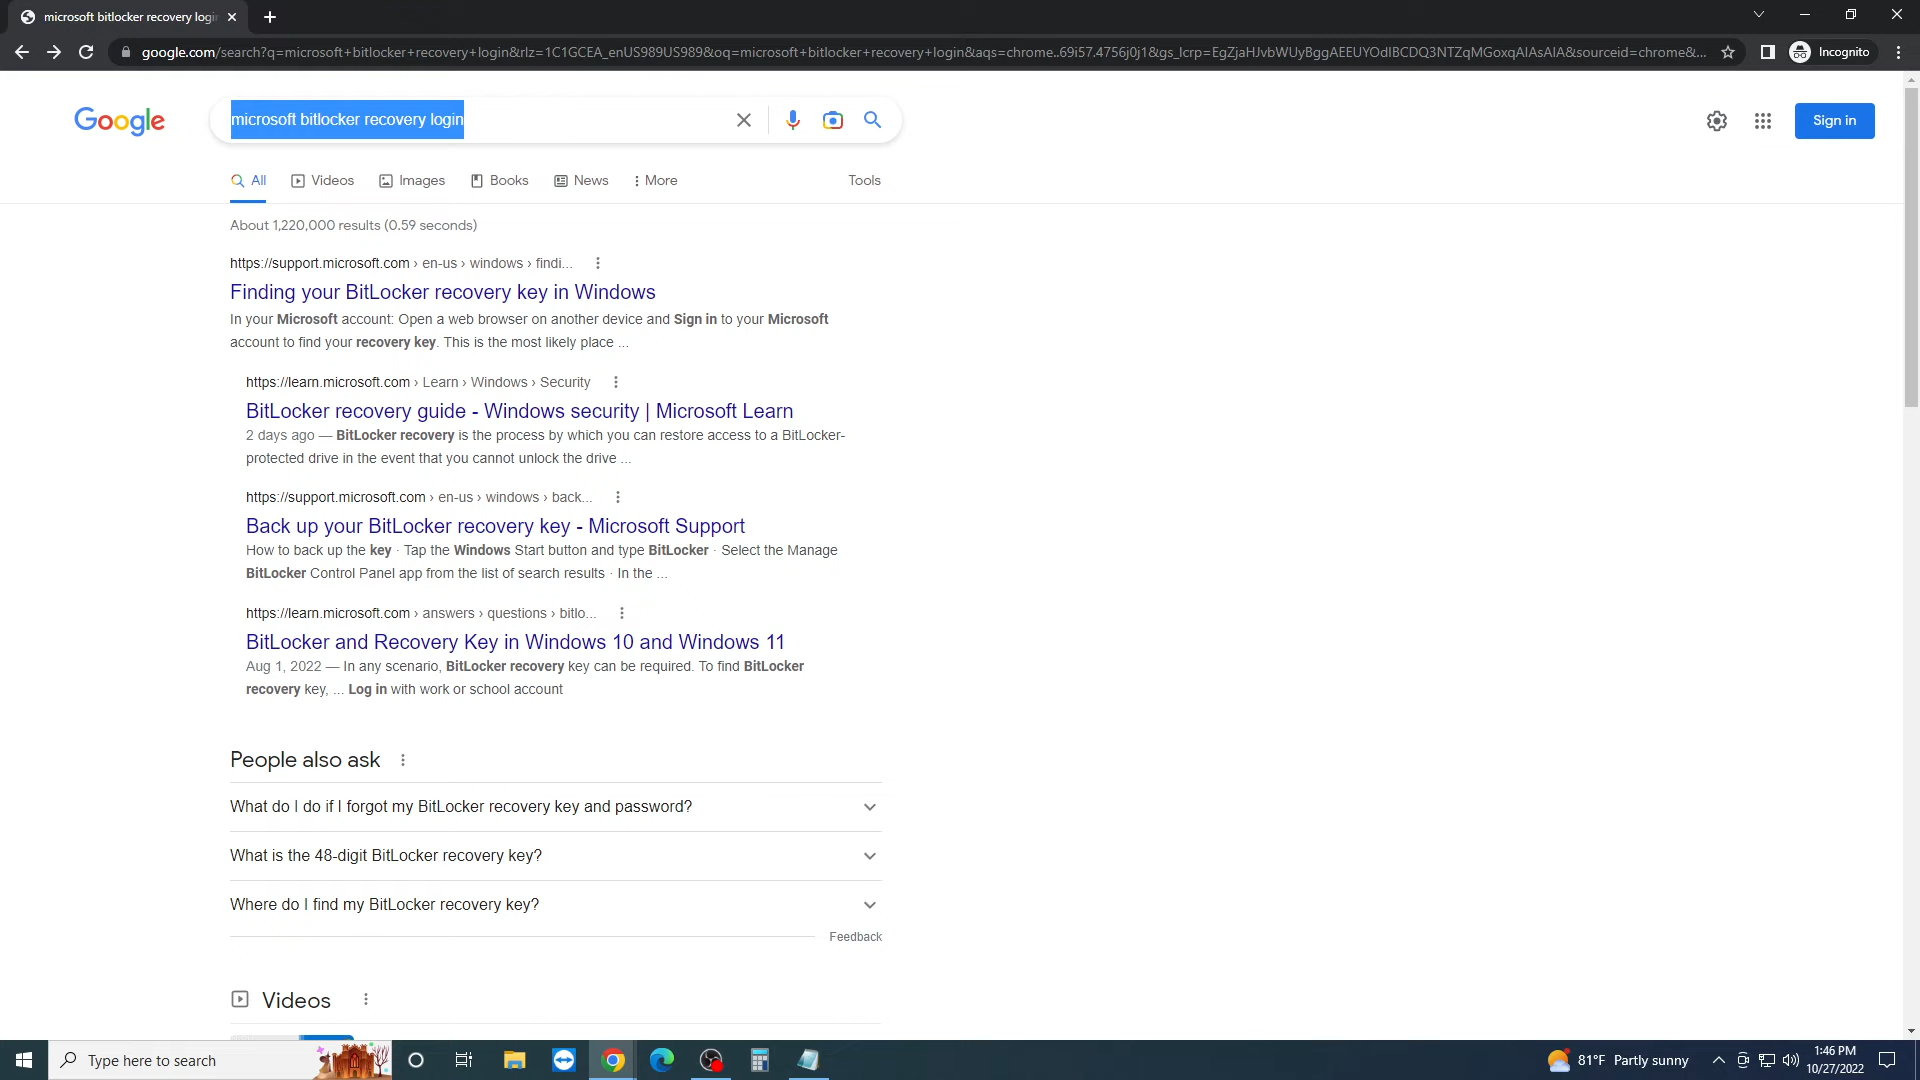 microsoft bitlocker recovery logi
google.com/search?q=microsoft+bitlocker+recovery+login&rlz=1C1GCEA_enUS989US989&oq=microsoft+bitlocker+recovery+login&aqs=chrome..69i57.4756j0j1&gs_lcrp=EgZjaHJvbWUyBggAEEUYOdIBCDQ3NTZqMGoxqAIAsAIA&sourceid=chrome&...
Incognito
Google
microsoft bitlocker recovery login
Sign in
All
Videos
Images
Books
News
More
Tools
About 1,220,000 results (0.59 seconds)
https://support.microsoft.com › en-us › windows › findi...
Finding your BitLocker recovery key in Windows
In your Microsoft account: Open a web browser on another device and Sign in to your Microsoft
account to find your recovery key. This is the most likely place ...
https://learn.microsoft.com › Learn › Windows › Security
BitLocker recovery guide - Windows security | Microsoft Learn
2 days ago — BitLocker recovery is the process by which you can restore access to a BitLocker-
protected drive in the event that you cannot unlock the drive ...
https://support.microsoft.com › en-us › windows › back...
Back up your BitLocker recovery key - Microsoft Support
How to back up the key · Tap the Windows Start button and type BitLocker · Select the Manage
BitLocker Control Panel app from the list of search results · In the ...
https://learn.microsoft.com › answers › questions › bitlo...
BitLocker and Recovery Key in Windows 10 and Windows 11
Aug 1, 2022 — In any scenario, BitLocker recovery key can be required. To find BitLocker
recovery key, ... Log in with work or school account
People also ask
What do I do if I forgot my BitLocker recovery key and password?
What is the 48-digit BitLocker recovery key?
Where do I find my BitLocker recovery key?
Feedback
Videos
Type here to search
81°F Partly sunny
1:46 PM
10/27/2022